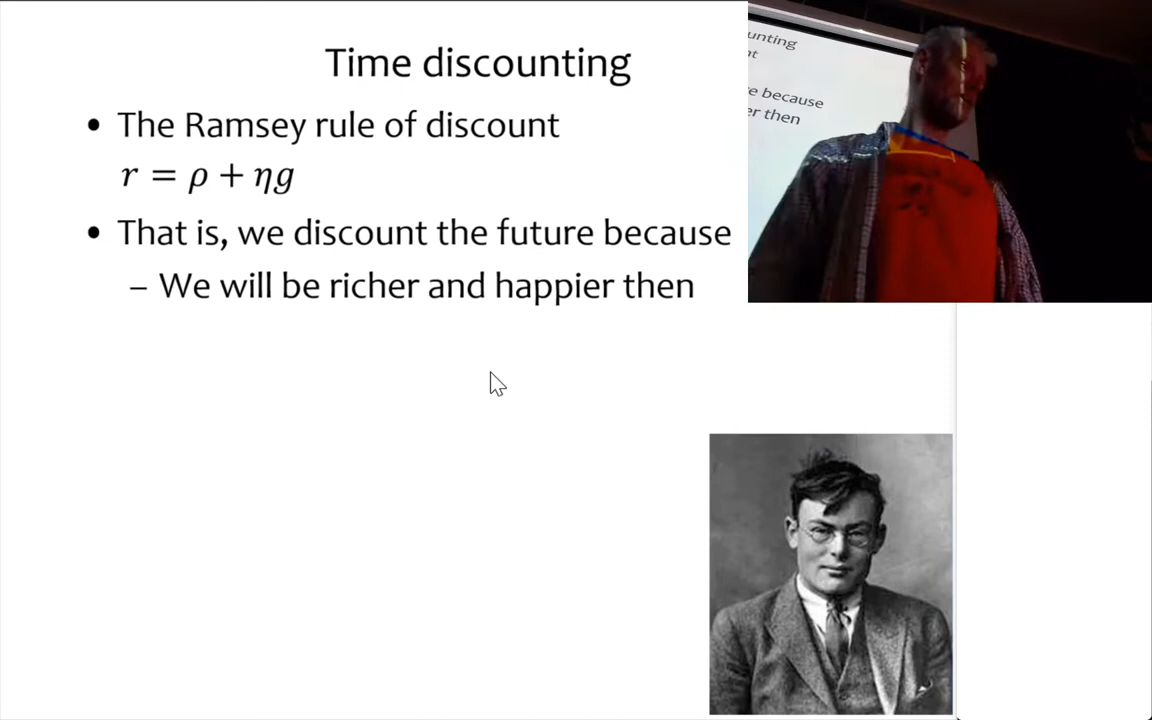 Time discounting
• The Ramsey rule of discount
r = ρ + ηg
• That is, we discount the future because
– We will be richer and happier then
unting
nt
e because
er then